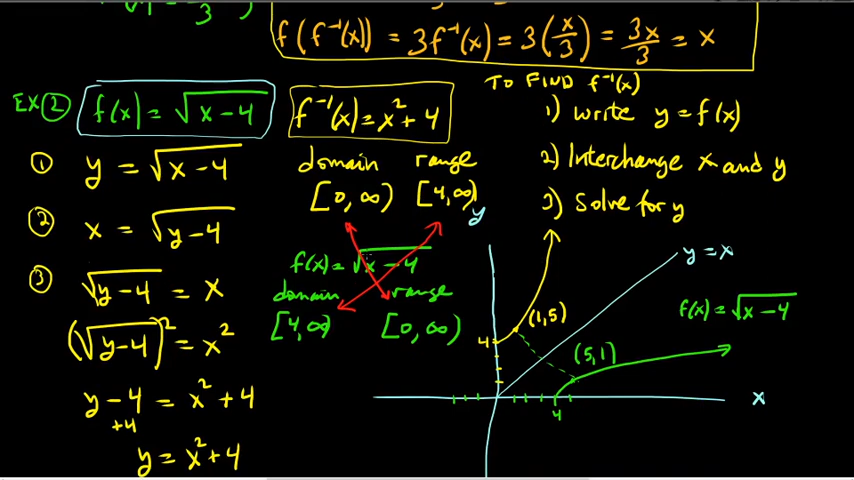 f(f⁻¹(x)) = 3f⁻¹(x) = 3(x/3) = 3x/3 = x
EX ② f(x) = √(x-4)
f⁻¹(x) = x² + 4
domain range
[0, ∞) [4, ∞)
f(x) = √(x-4)
domain range
[4, ∞) [0, ∞)
① y = √(x-4)
② x = √(y-4)
③ √(y-4) = x
(√(y-4))² = x²
y-4 = x² + 4
+4
y = x² + 4
TO FIND f⁻¹(x)
1) Write y = f(x)
2) Interchange x and y
3) Solve for y
y
y = x
f(x) = √(x-4)
(1,5)
4
(5,1)
x
4